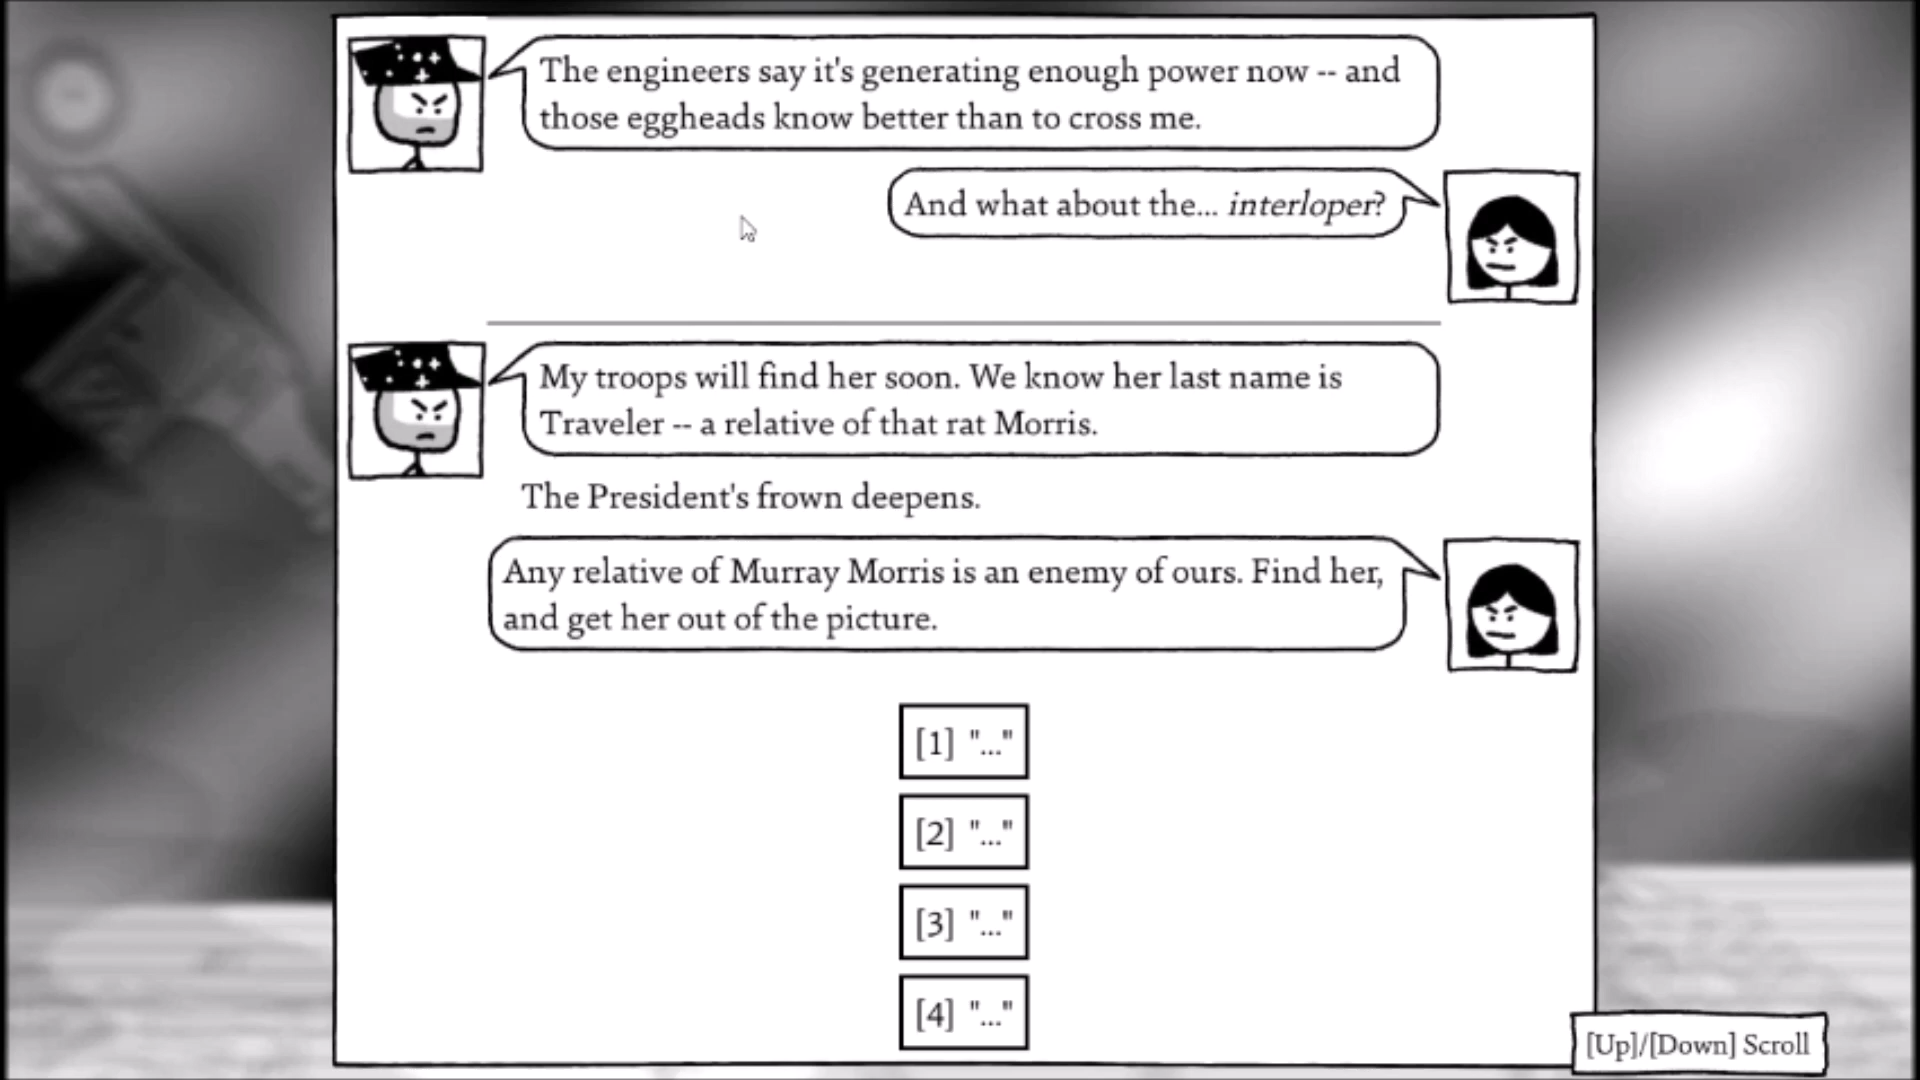 The engineers say it's generating enough power now -- and
those eggheads know better than to cross me.
And what about the... interloper?
My troops will find her soon. We know her last name is
Traveler -- a relative of that rat Morris.
The President's frown deepens.
Any relative of Murray Morris is an enemy of ours. Find her,
and get her out of the picture.
[1] "..."
[2] "..."
[3] "..."
[4] "..."
[Up]/[Down] Scroll